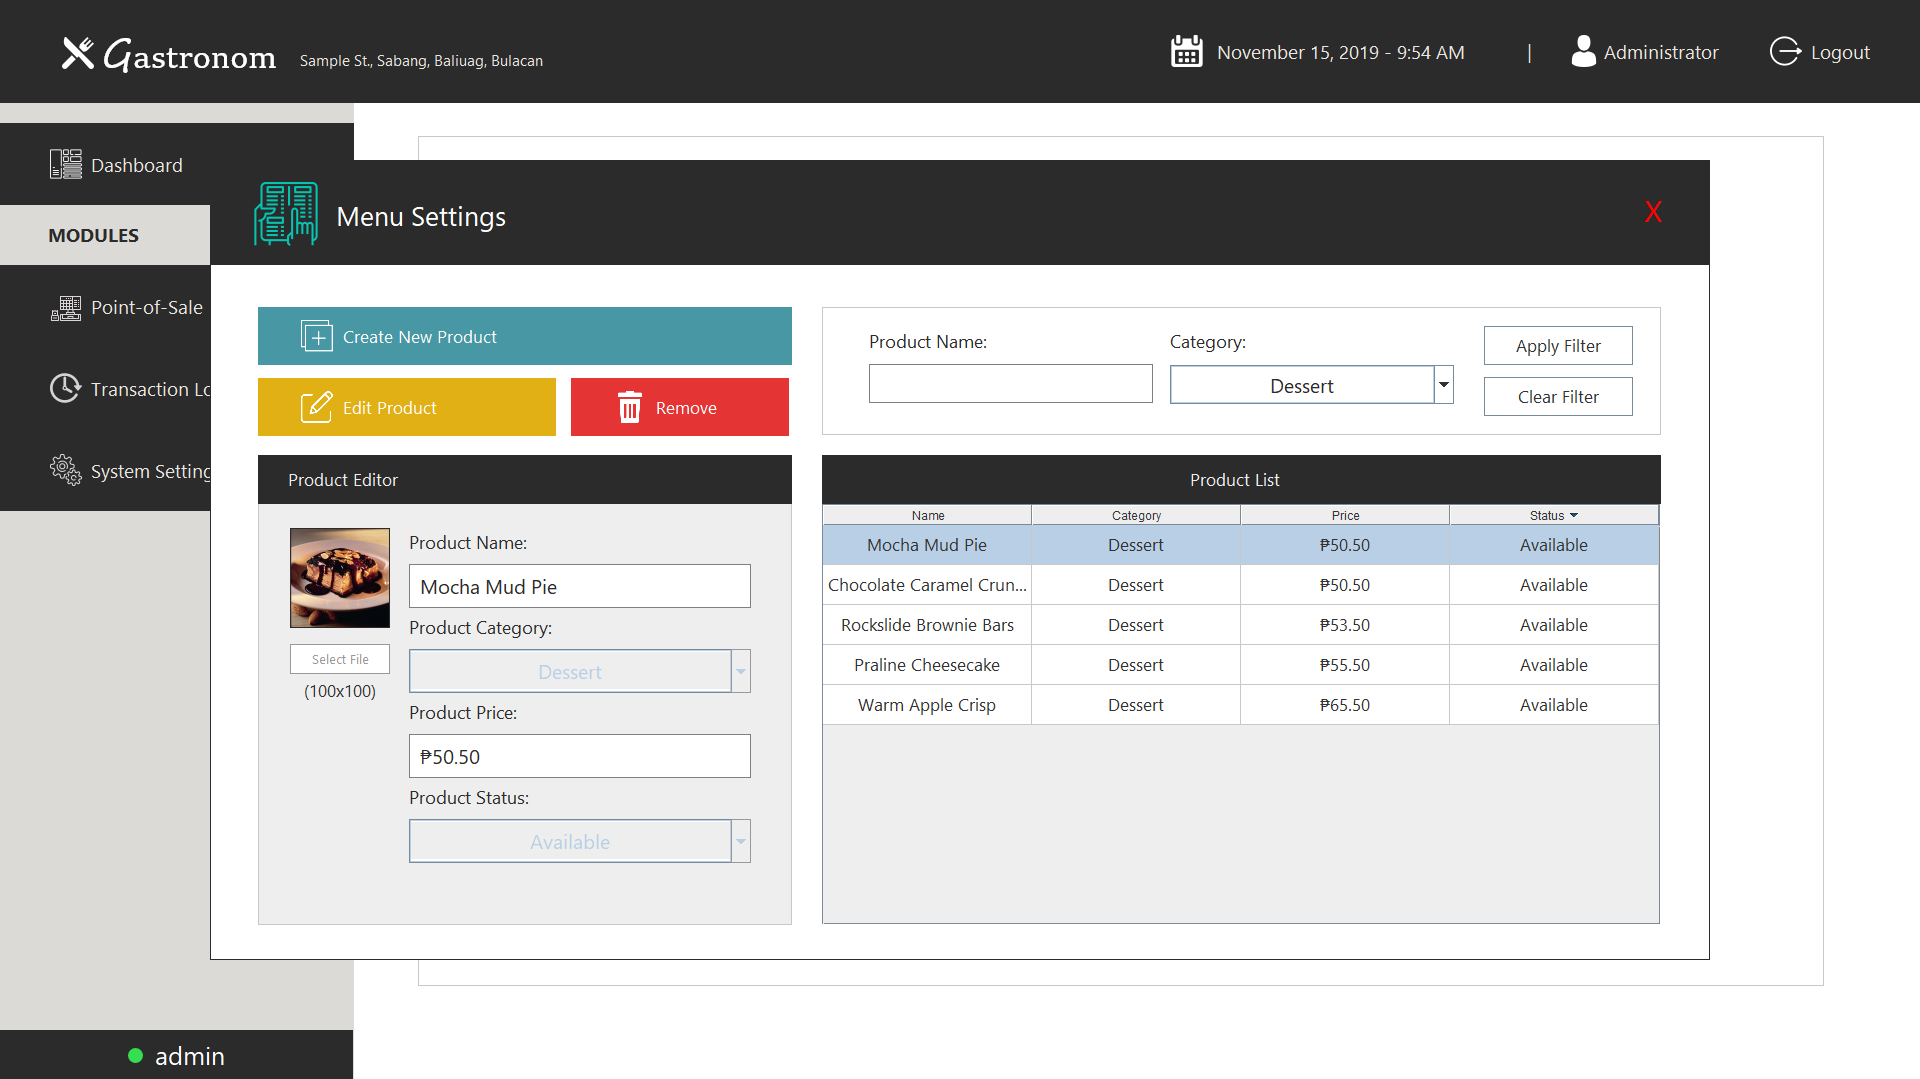 Gastronom
Sample St., Sabang, Baliuag, Bulacan
November 15, 2019 - 9:54 AM
|
Administrator
Logout
Dashboard
MODULES
Point-of-Sale
Transaction Lo
System Setting
Menu Settings
X
Create New Product
Edit Product
Remove
Product Name:
Category:
Dessert
Apply Filter
Clear Filter
Product Editor
Product Name:
Mocha Mud Pie
Select File
(100x100)
Product Category:
Dessert
Product Price:
₱50.50
Product Status:
Available
Product List
Name Category Price Status
Mocha Mud Pie Dessert ₱50.50 Available
Chocolate Caramel Crun... Dessert ₱50.50 Available
Rockslide Brownie Bars Dessert ₱53.50 Available
Praline Cheesecake Dessert ₱55.50 Available
Warm Apple Crisp Dessert ₱65.50 Available
admin